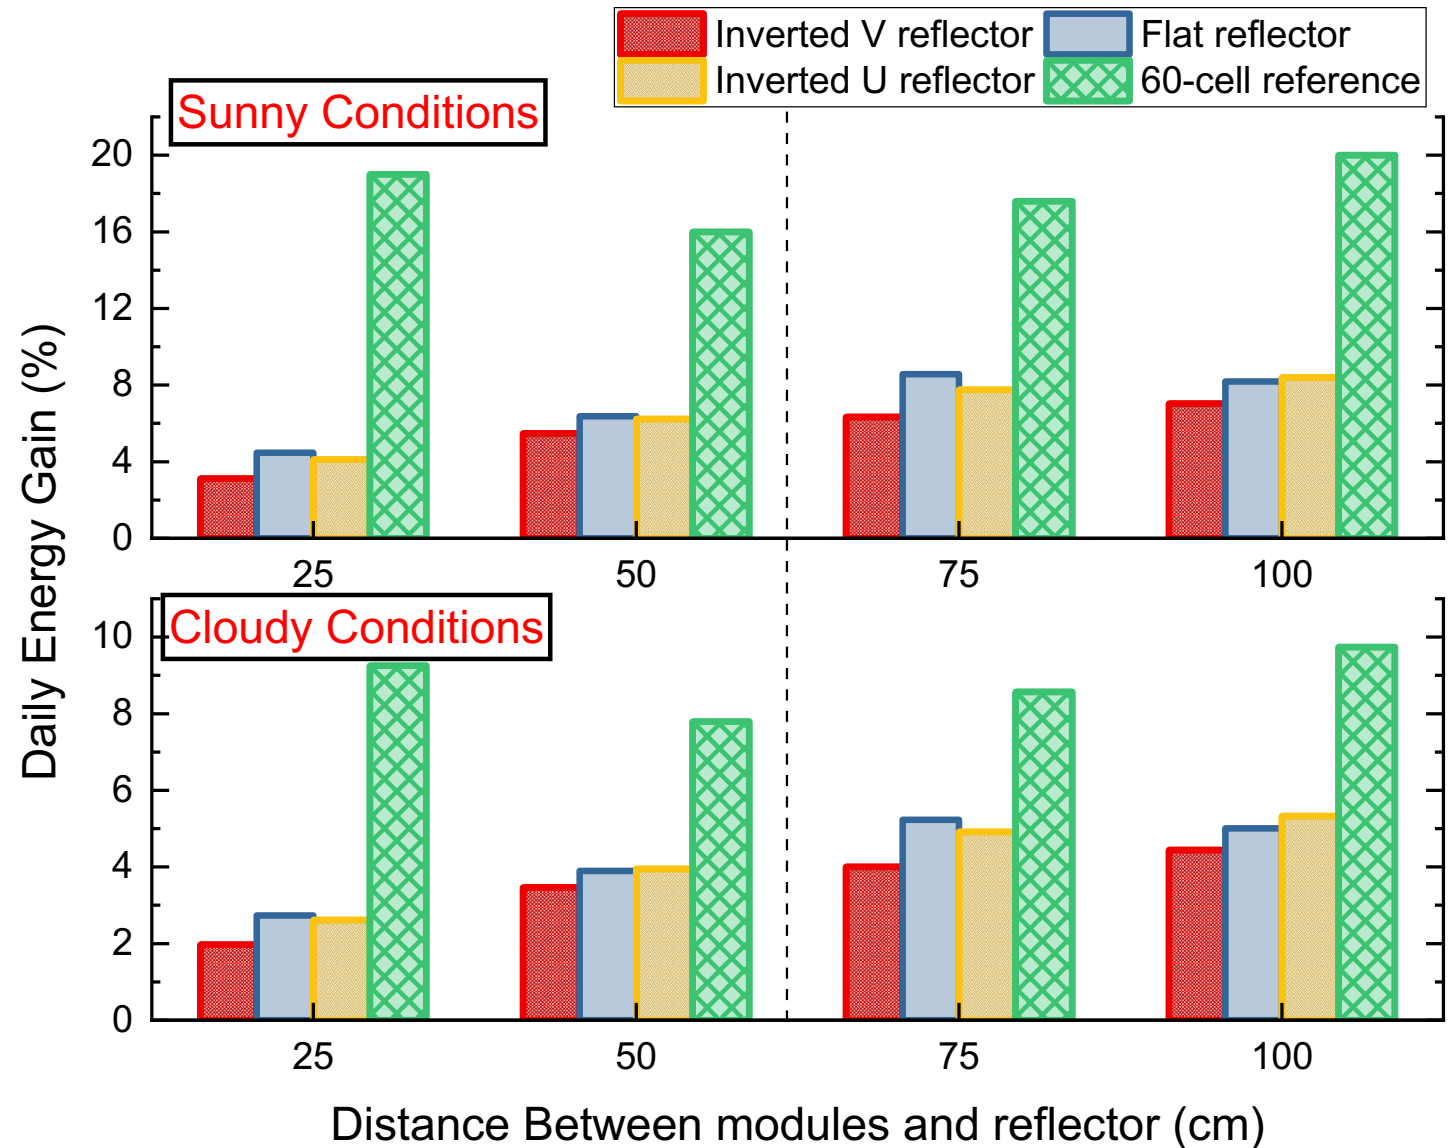 Inverted V reflector Flat reflector
Inverted U reflector 60-cell reference
Sunny Conditions
20
16
12
8
4
0
25 50 75 100
Cloudy Conditions
10
8
6
4
2
0
25 50 75 100
Daily Energy Gain (%)
Distance Between modules and reflector (cm)